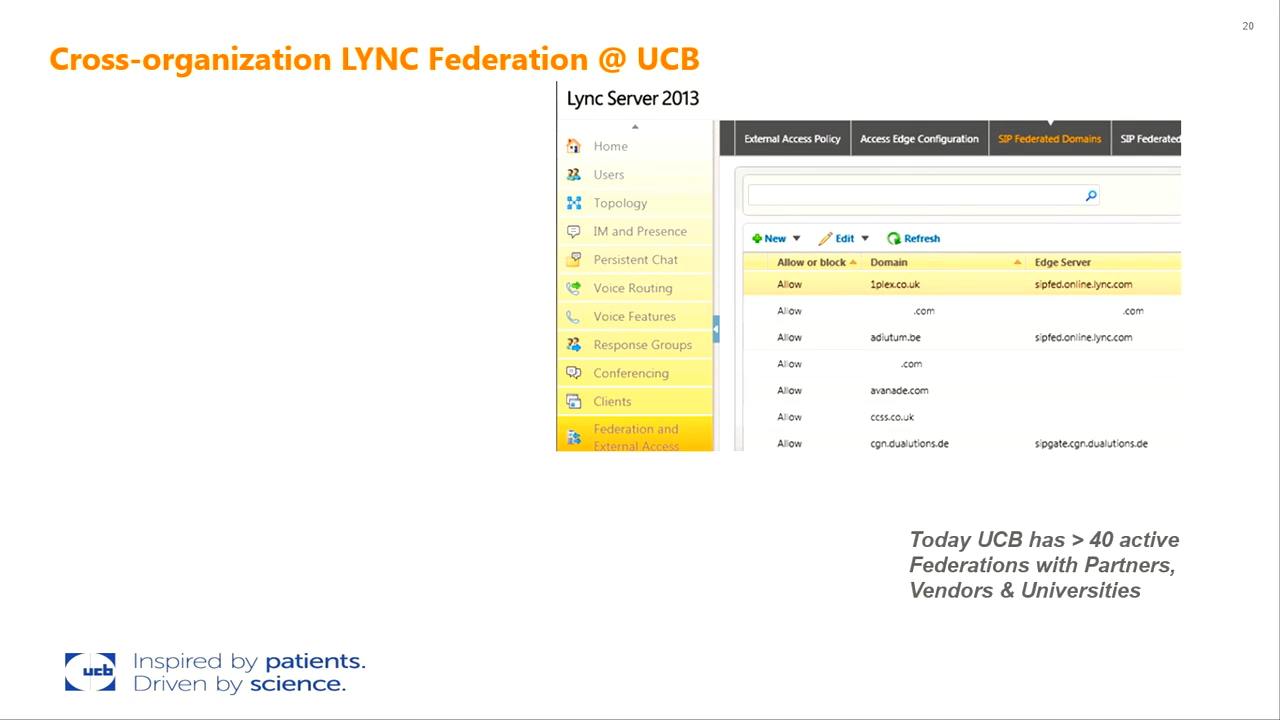 20
Cross-organization LYNC Federation @ UCB
Lync Server 2013
Home
Users
Topology
IM and Presence
Persistent Chat
Voice Routing
Voice Features
Response Groups
Conferencing
Clients
Federation and
External Access
External Access Policy Access Edge Configuration SIP Federated Domains SIP Federated
New Edit Refresh
Allow or block Domain Edge Server
Allow 1plex.co.uk sipfed.online.lync.com
Allow .com .com
Allow adiutum.be sipfed.online.lync.com
Allow .com
Allow avanade.com
Allow ccss.co.uk
Allow cgn.dualutions.de sipgate.cgn.dualutions.de
Today UCB has > 40 active
Federations with Partners,
Vendors & Universities
ucb
Inspired by patients.
Driven by science.